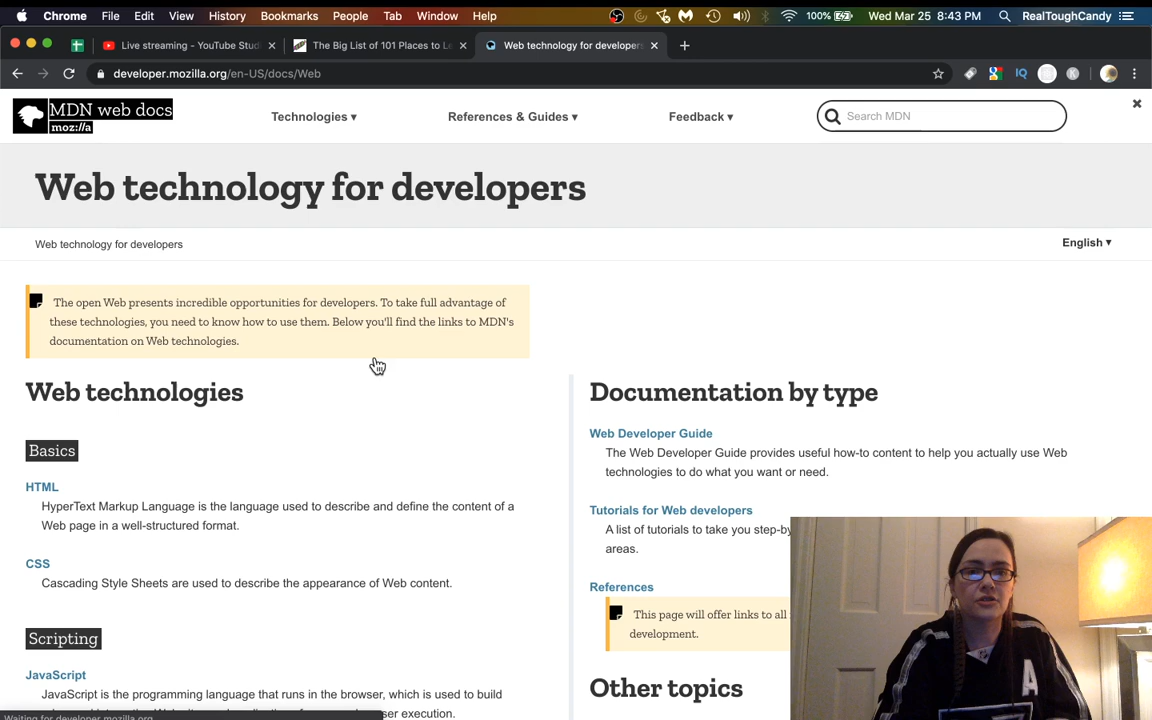 Chrome File Edit View History Bookmarks People Tab Window Help 100% Wed Mar 25 8:43 PM RealToughCandy
Live streaming - YouTube Stud × The Big List of 101 Places to Le × Web technology for developers × +
developer.mozilla.org/en-US/docs/Web IQ K
MDN web docs
moz://a
Technologies ▾ References & Guides ▾ Feedback ▾ Search MDN ×
Web technology for developers
Web technology for developers English ▾
The open Web presents incredible opportunities for developers. To take full advantage of
these technologies, you need to know how to use them. Below you'll find the links to MDN's
documentation on Web technologies.
Web technologies
Basics
HTML
HyperText Markup Language is the language used to describe and define the content of a
Web page in a well-structured format.
CSS
Cascading Style Sheets are used to describe the appearance of Web content.
Scripting
JavaScript
JavaScript is the programming language that runs in the browser, which is used to build
ser execution.
Waiting for developer.mozilla.org
Documentation by type
Web Developer Guide
The Web Developer Guide provides useful how-to content to help you actually use Web
technologies to do what you want or need.
Tutorials for Web developers
A list of tutorials to take you step-by
areas.
References
This page will offer links to all
development.
Other topics
A